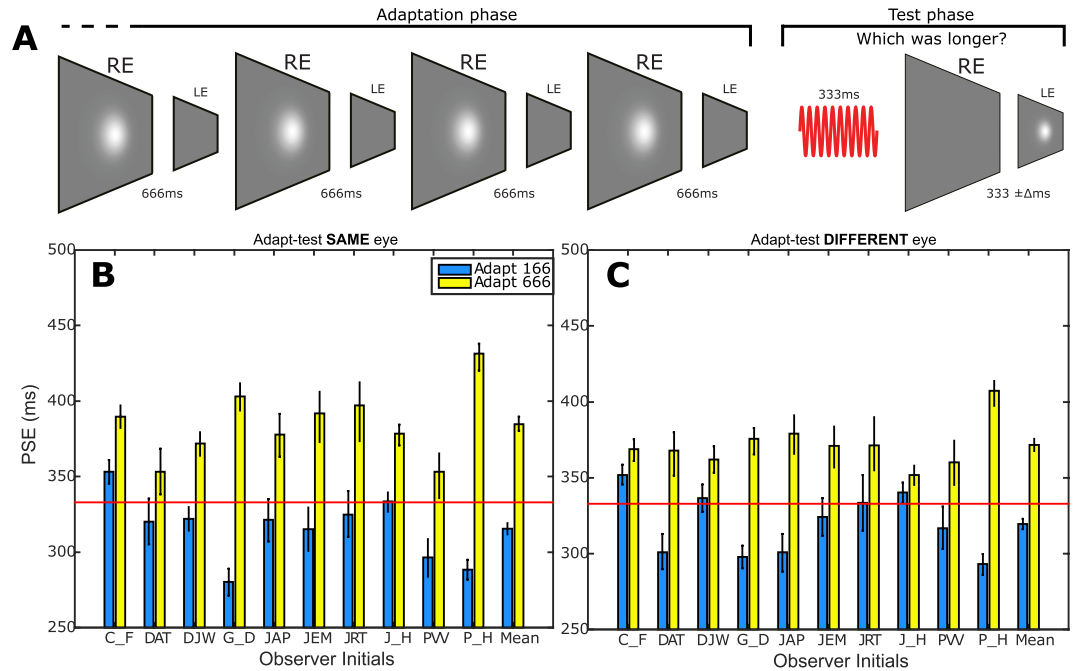 Adaptation phase
Test phase
A
Which was longer?
RE
LE
RE
LE
RE
LE
RE
LE
333ms
RE
LE
666ms
666ms
666ms
666ms
333 ±Δms
Adapt-test SAME eye
B
Adapt 166
Adapt 666
500
450
400
350
300
250
PSE (ms)
C_F DAT DJW G_D JAP JEM JRT J_H PVV P_H Mean
Observer Initials
Adapt-test DIFFERENT eye
C
500
450
400
350
300
250
C_F DAT DJW G_D JAP JEM JRT J_H PVV P_H Mean
Observer Initials